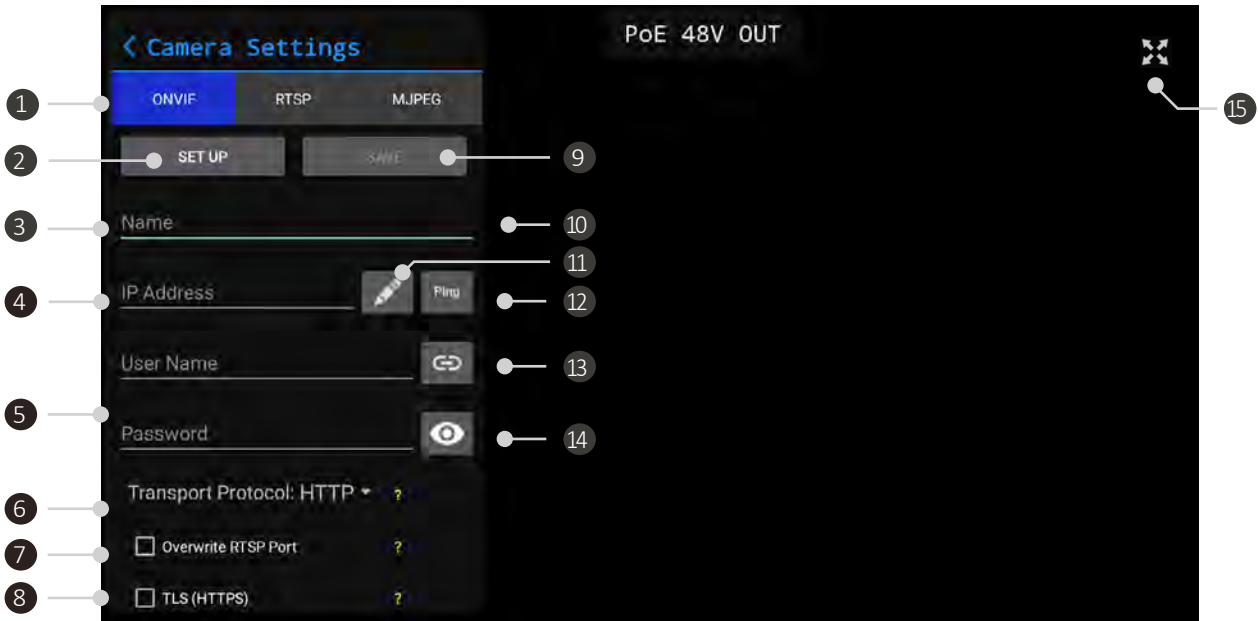 Camera Settings
PoE 48V OUT
1
ONVIF
RTSP
MJPEG
15
2
SET UP
SAVE
9
3
Name
10
11
4
IP Address
Ping
12
User Name
13
5
Password
14
6
Transport Protocol: HTTP ?
7
Overwrite RTSP Port ?
8
TLS (HTTPS) ?